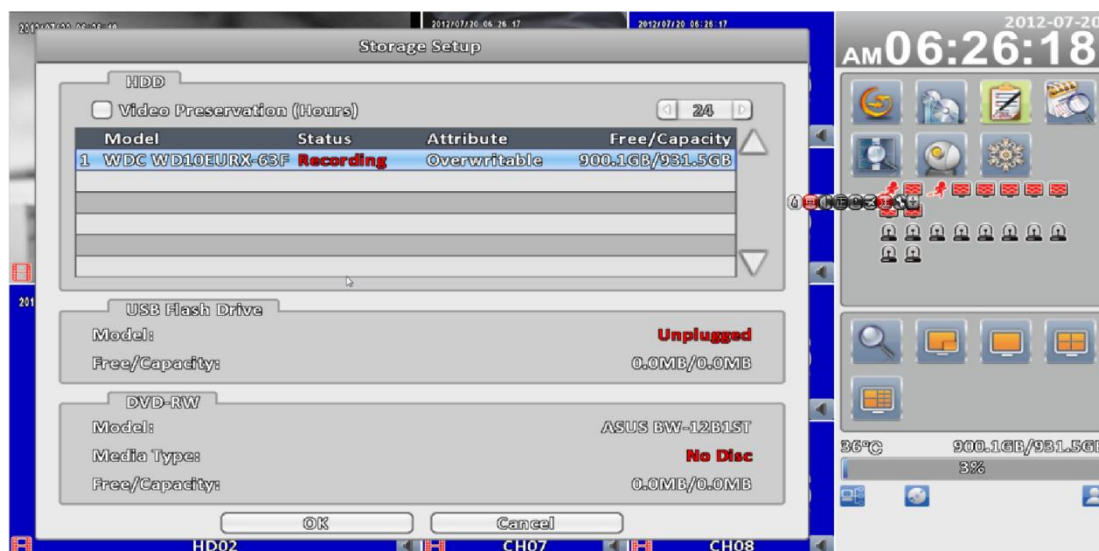 2012/07/20 06:26:17
2012/07/20 06:26:17
2012-07-20
AM 06:26:18
Storage Setup
HDD
Video Preservation (Hours)
24
Model Status Attribute Free/Capacity
1 WDC WD10EURX-63F Recording Overwritable 900.1GB/931.5GB
201
USB Flash Drive
Model: Unplugged
Free/Capacity: 0.0MB/0.0MB
DVD-RW
Model: ASUS BW-12B1ST
Media Type: No Disc
Free/Capacity: 0.0MB/0.0MB
OK Cancel
36°C 900.1GB/931.5GB
3%
HD02 CH07 CH08